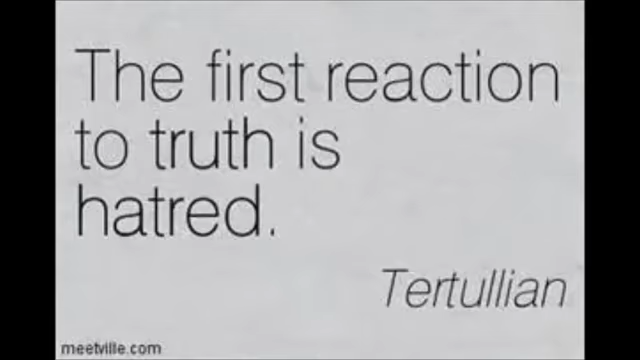 The first reaction
to truth is
hatred.
Tertullian
meetville.com